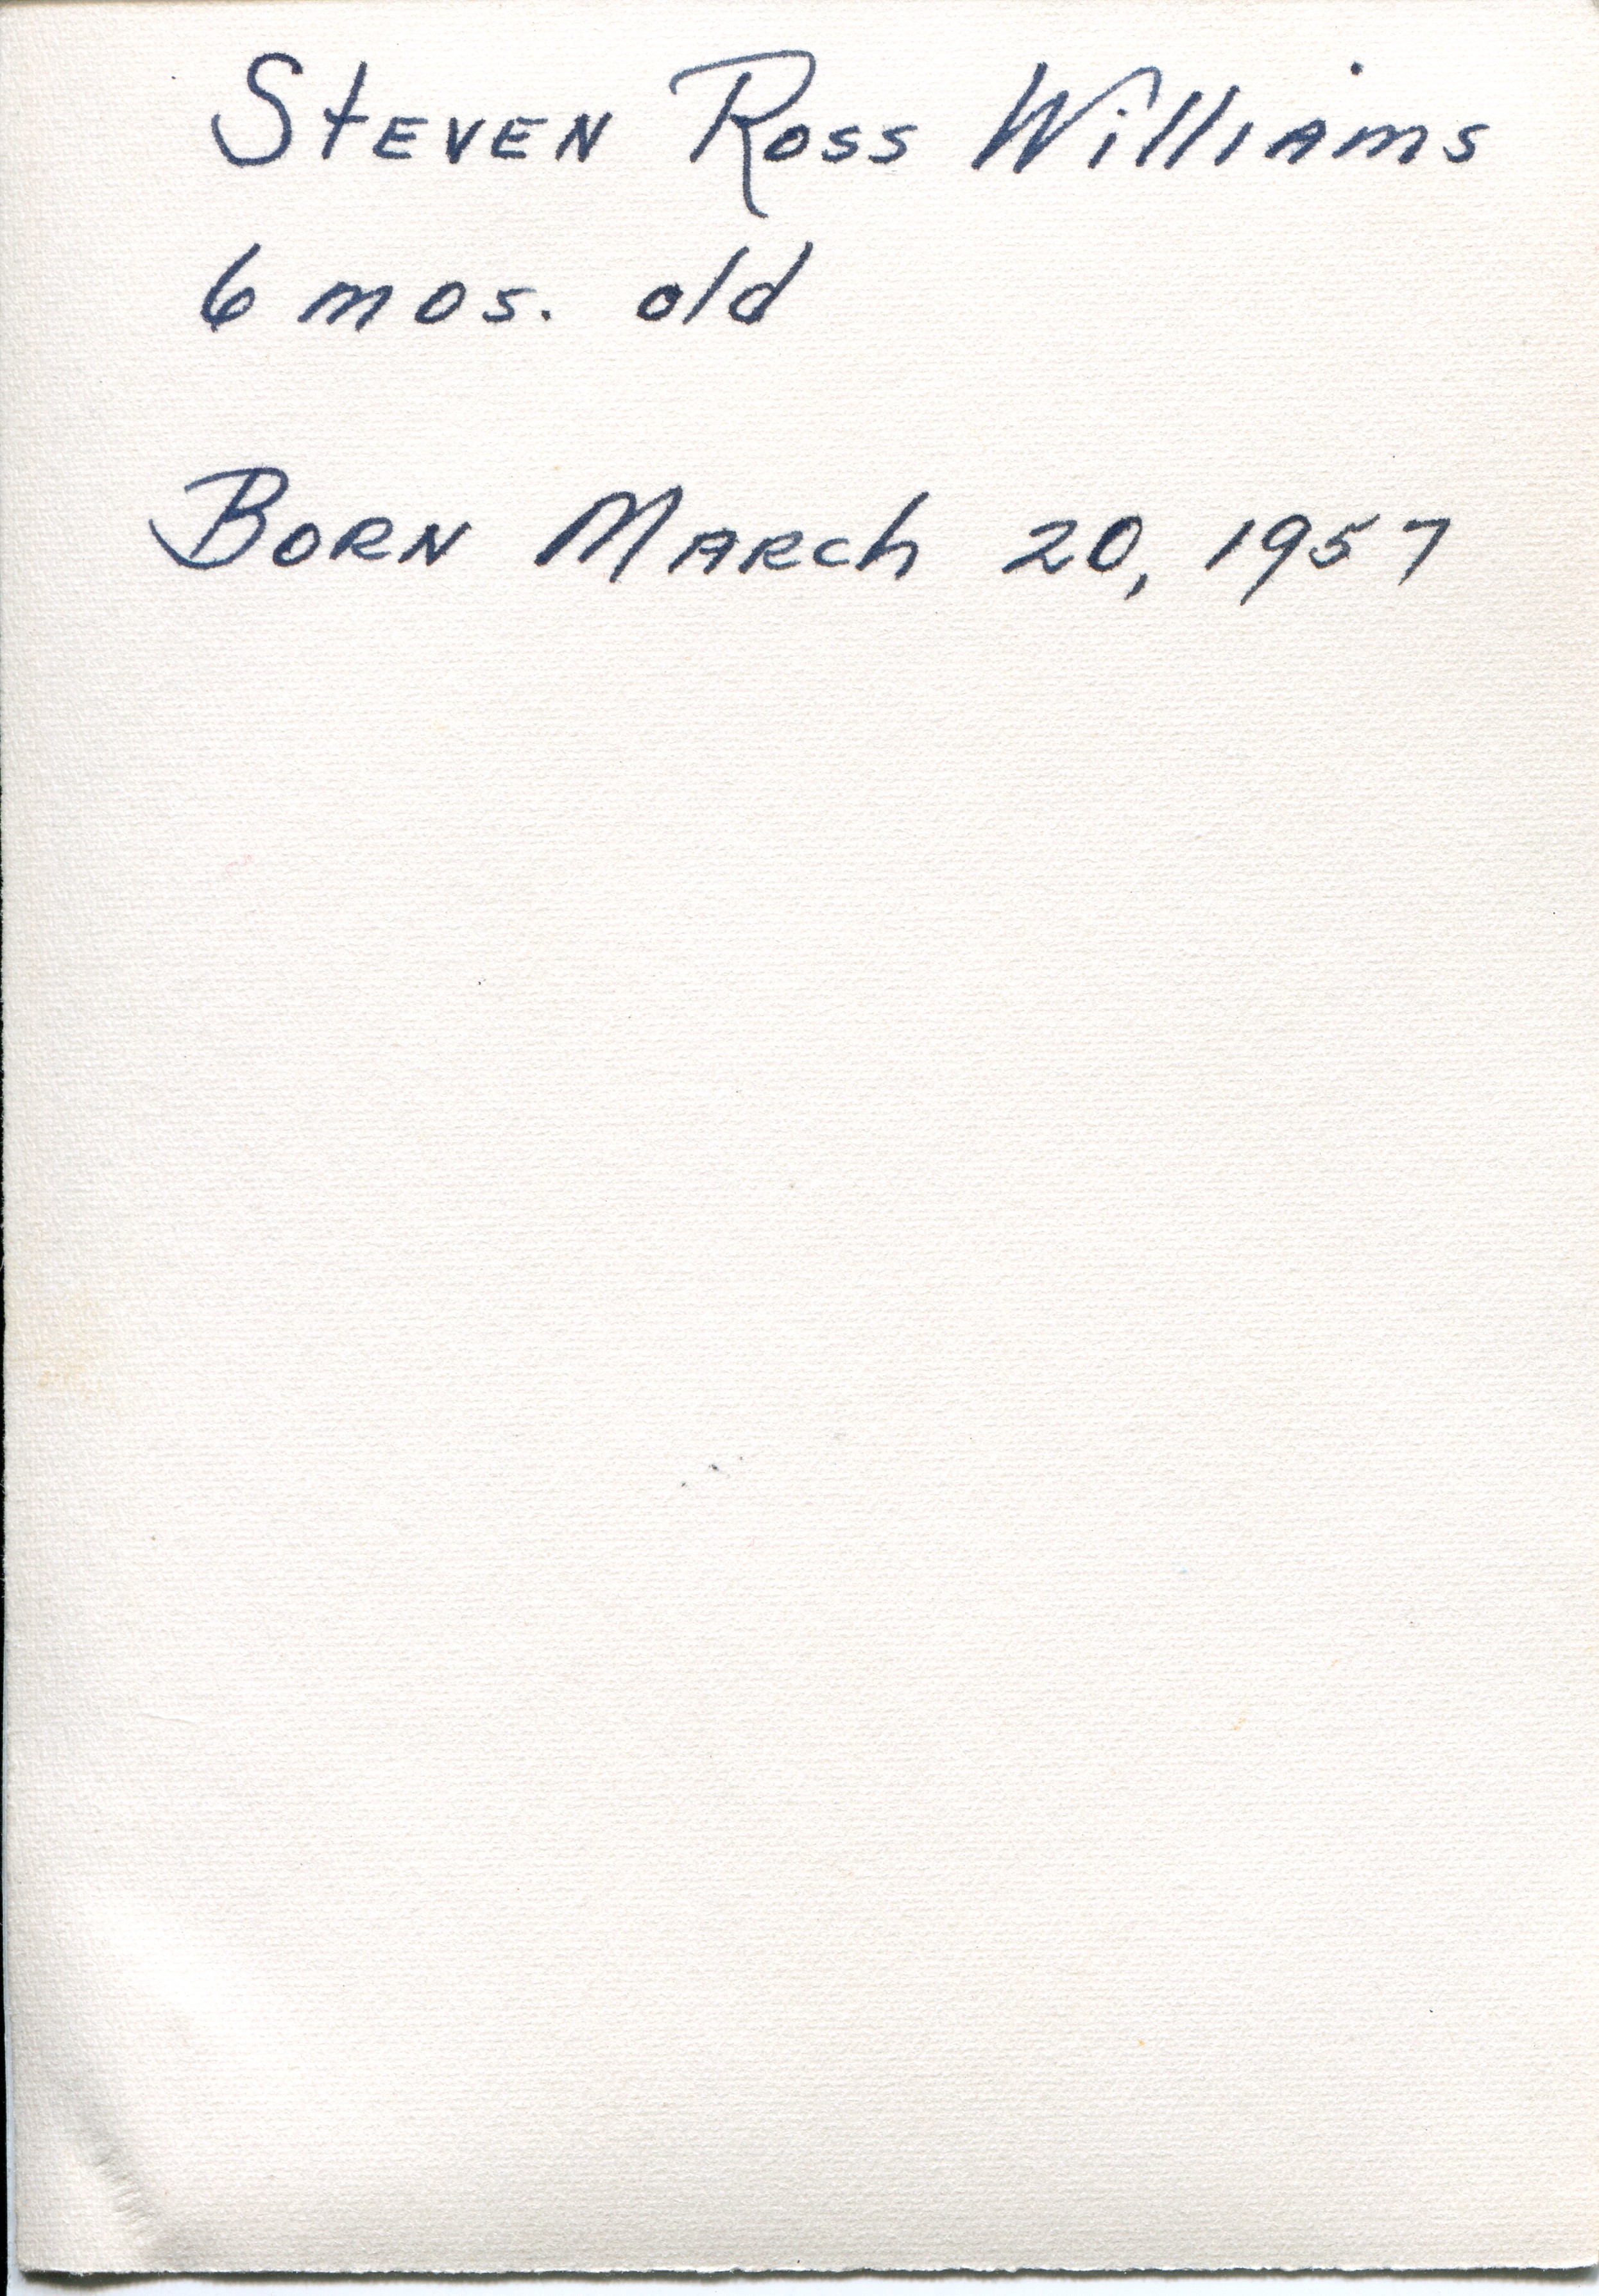 Steven Ross Williams
6 mos. old
Born March 20, 1957